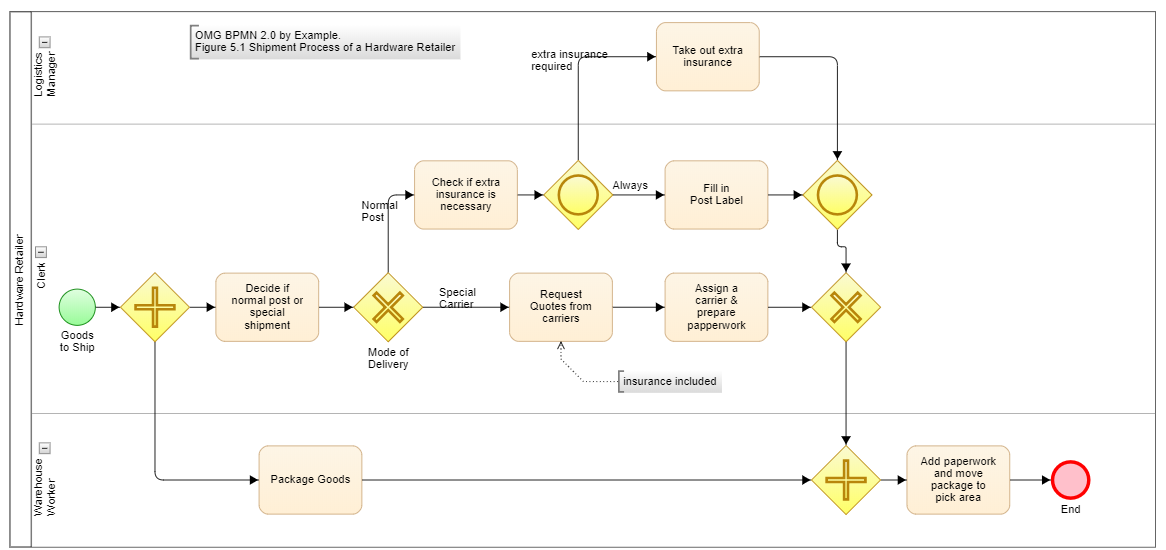 OMG BPMN 2.0 by Example.
Figure 5.1 Shipment Process of a Hardware Retailer
Hardware Retailer
Logistics
Manager
extra insurance
required
Take out extra
insurance
Clerk
Check if extra
insurance is
necessary
Always
Fill in
Post Label
Normal
Post
Goods
to Ship
Decide if
normal post or
special
shipment
Mode of
Delivery
Special
Carrier
Request
Quotes from
carriers
Assign a
carrier &
prepare
papperwork
insurance included
Warehouse
Worker
Package Goods
Add paperwork
and move
package to
pick area
End